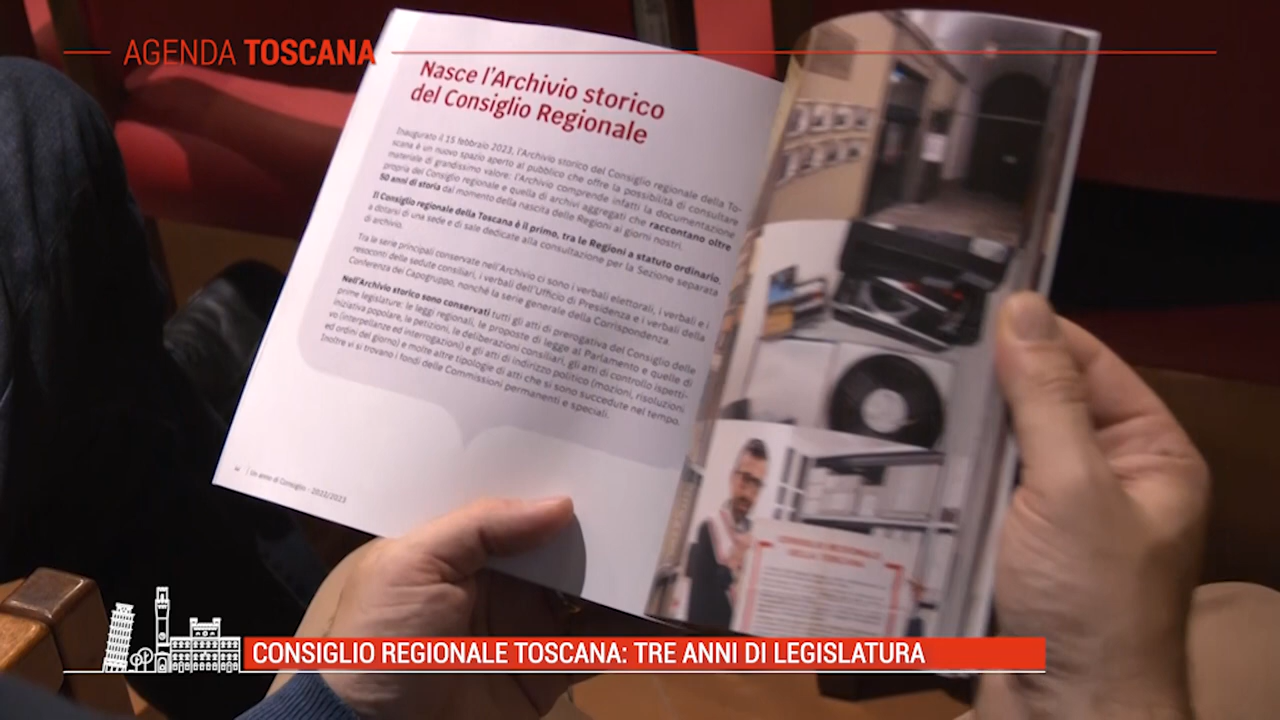 AGENDA TOSCANA
Nasce l'Archivio storico
del Consiglio Regionale
Inaugurato il 15 febbraio 2023, l'Archivio storico del Consiglio regionale della To-
scana è un nuovo spazio aperto al pubblico che offre la possibilità di consultare
materiale di grandissimo valore: l'Archivio comprende infatti la documentazione
propria del Consiglio regionale e quella di archivi aggregati che raccontano oltre
50 anni di storia dal momento della nascita delle Regioni ai giorni nostri.
Il Consiglio regionale della Toscana è il primo, tra le Regioni a statuto ordinario,
a dotarsi di una sede e di sale dedicate alla consultazione per la Sezione separata
di archivio.
Tra le serie principali conservate nell'Archivio ci sono i verbali elettorali, i verbali e i
resoconti delle sedute consiliari, i verbali dell'Ufficio di Presidenza e i verbali della
Conferenza dei Capogruppo, nonché la serie generale della Corrispondenza.
Nell'Archivio storico sono conservati tutti gli atti di prerogativa del Consiglio delle
prime legislature: le leggi regionali, le proposte di legge al Parlamento e quelle di
iniziativa popolare, le petizioni, le deliberazioni consiliari, gli atti di controllo ispetti-
vo (interpellanze ed interrogazioni) e gli atti di indirizzo politico (mozioni, risoluzioni
ed ordini del giorno) e molte altre tipologie di atti che si sono succedute nel tempo.
Inoltre vi si trovano i fondi delle Commissioni permanenti e speciali.
Un anno di Consiglio - 2022/2023
CONSIGLIO REGIONALE TOSCANA: TRE ANNI DI LEGISLATURA